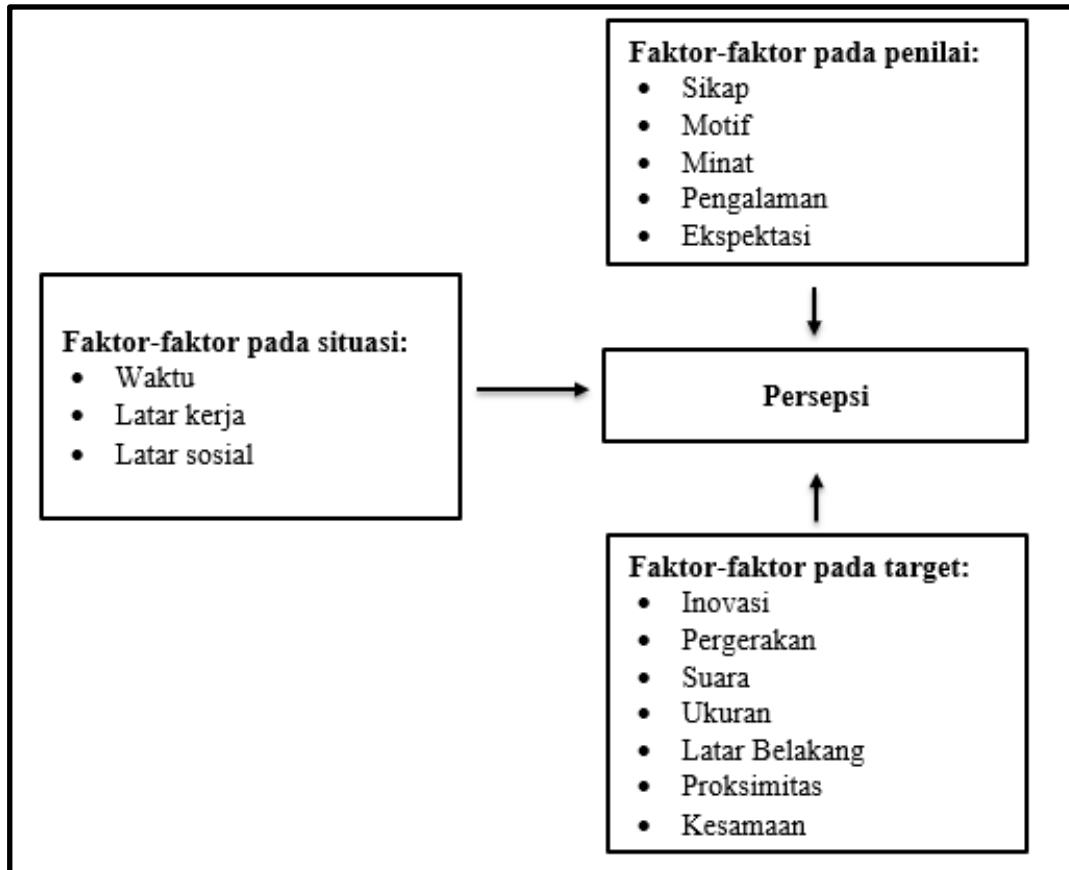 Faktor-faktor pada penilai:
• Sikap
• Motif
• Minat
• Pengalaman
• Ekspektasi
Faktor-faktor pada situasi:
• Waktu
• Latar kerja
• Latar sosial
Persepsi
Faktor-faktor pada target:
• Inovasi
• Pergerakan
• Suara
• Ukuran
• Latar Belakang
• Proksimitas
• Kesamaan